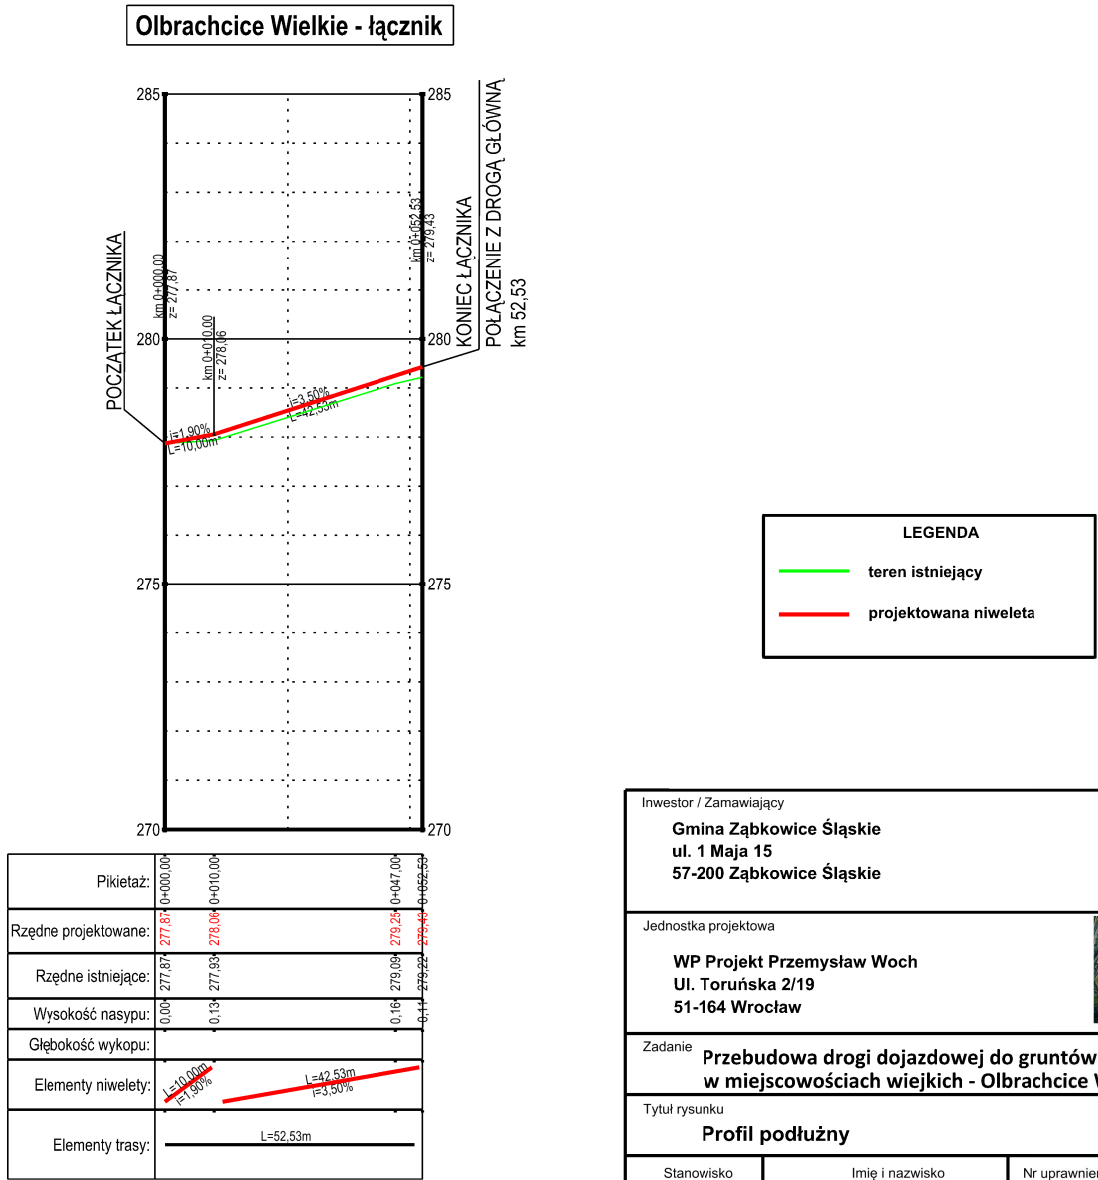 Olbrachcice Wielkie - łącznik
285
285
280
280
275
275
270
270
POCZĄTEK ŁĄCZNIKA
km 0+000,00
z= 277,87
km 0+010,00
z= 278,06
km 0+052,53
z= 279,43
KONIEC ŁĄCZNIKA
POŁĄCZENIE Z DROGĄ GŁÓWNĄ
km 52,53
i=1,90%
L=10,00m
i=3,50%
L=42,53m
LEGENDA
teren istniejący
projektowana niweleta
Pikietaż: 0+000,00 0+010,00 0+047,00 0+052,53
Rzędne projektowane: 277,87 278,06 279,25 279,43
Rzędne istniejące: 277,87 277,93 279,09 279,22
Wysokość nasypu: 0,00 0,13 0,16
Głębokość wykopu:
Elementy niwelety: L=10,00m L=42,53m
i=1,90% i=3,50%
Elementy trasy: L=52,53m
Inwestor / Zamawiający
Gmina Ząbkowice Śląskie
ul. 1 Maja 15
57-200 Ząbkowice Śląskie
Jednostka projektowa
WP Projekt Przemysław Woch
Ul. Toruńska 2/19
51-164 Wrocław
Zadanie
Przebudowa drogi dojazdowej do gruntów
w miejscowościach wiejkich - Olbrachcice
Tytuł rysunku
Profil podłużny
Stanowisko Imię i nazwisko Nr